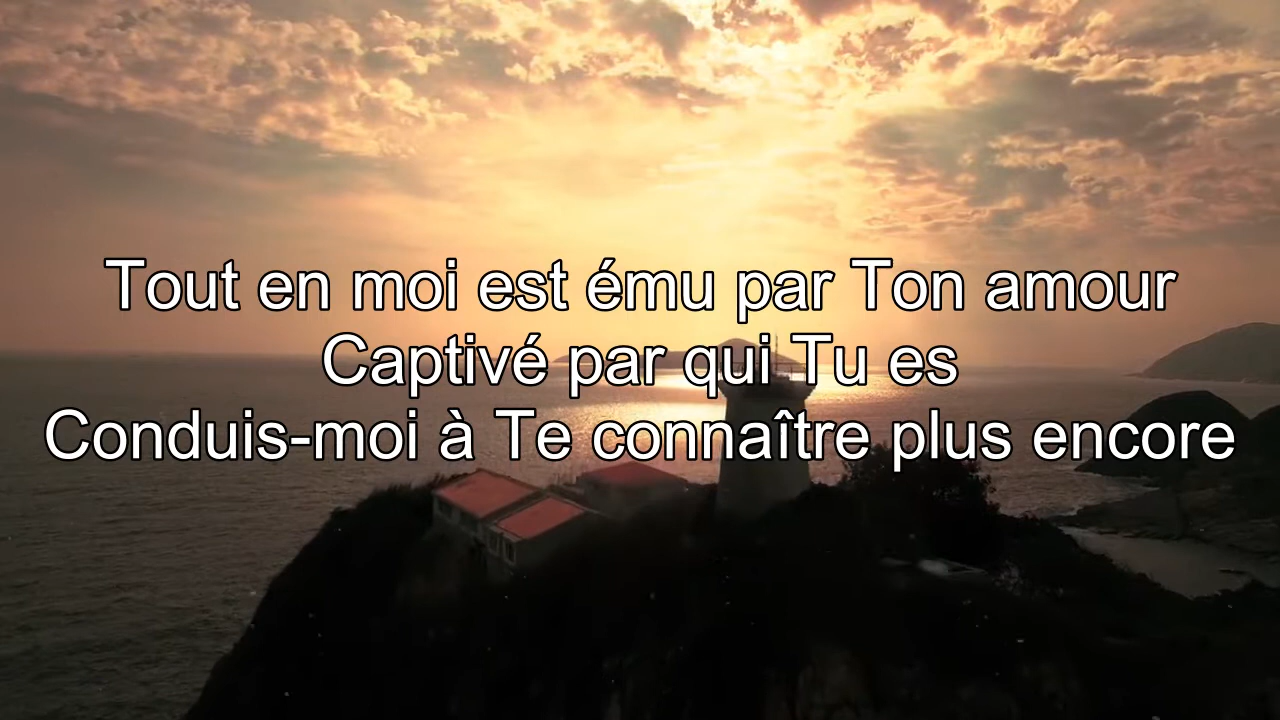 Tout en moi est ému par Ton amour
Captivé par qui Tu es
Conduis-moi à Te connaître plus encore